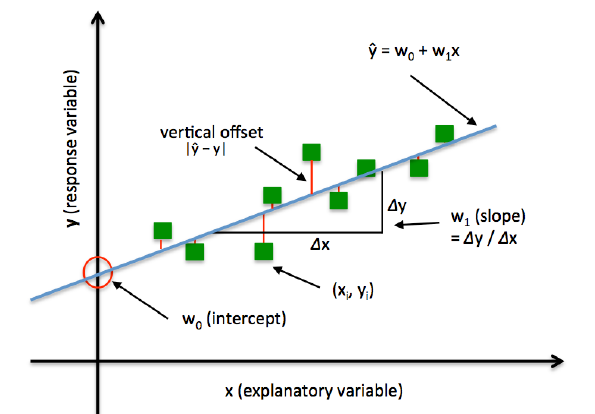 ŷ = w₀ + w₁x
y (response variable)
vertical offset
|ŷ – y|
Δy
w₁ (slope)
= Δy / Δx
Δx
(xᵢ, yᵢ)
w₀ (intercept)
x (explanatory variable)